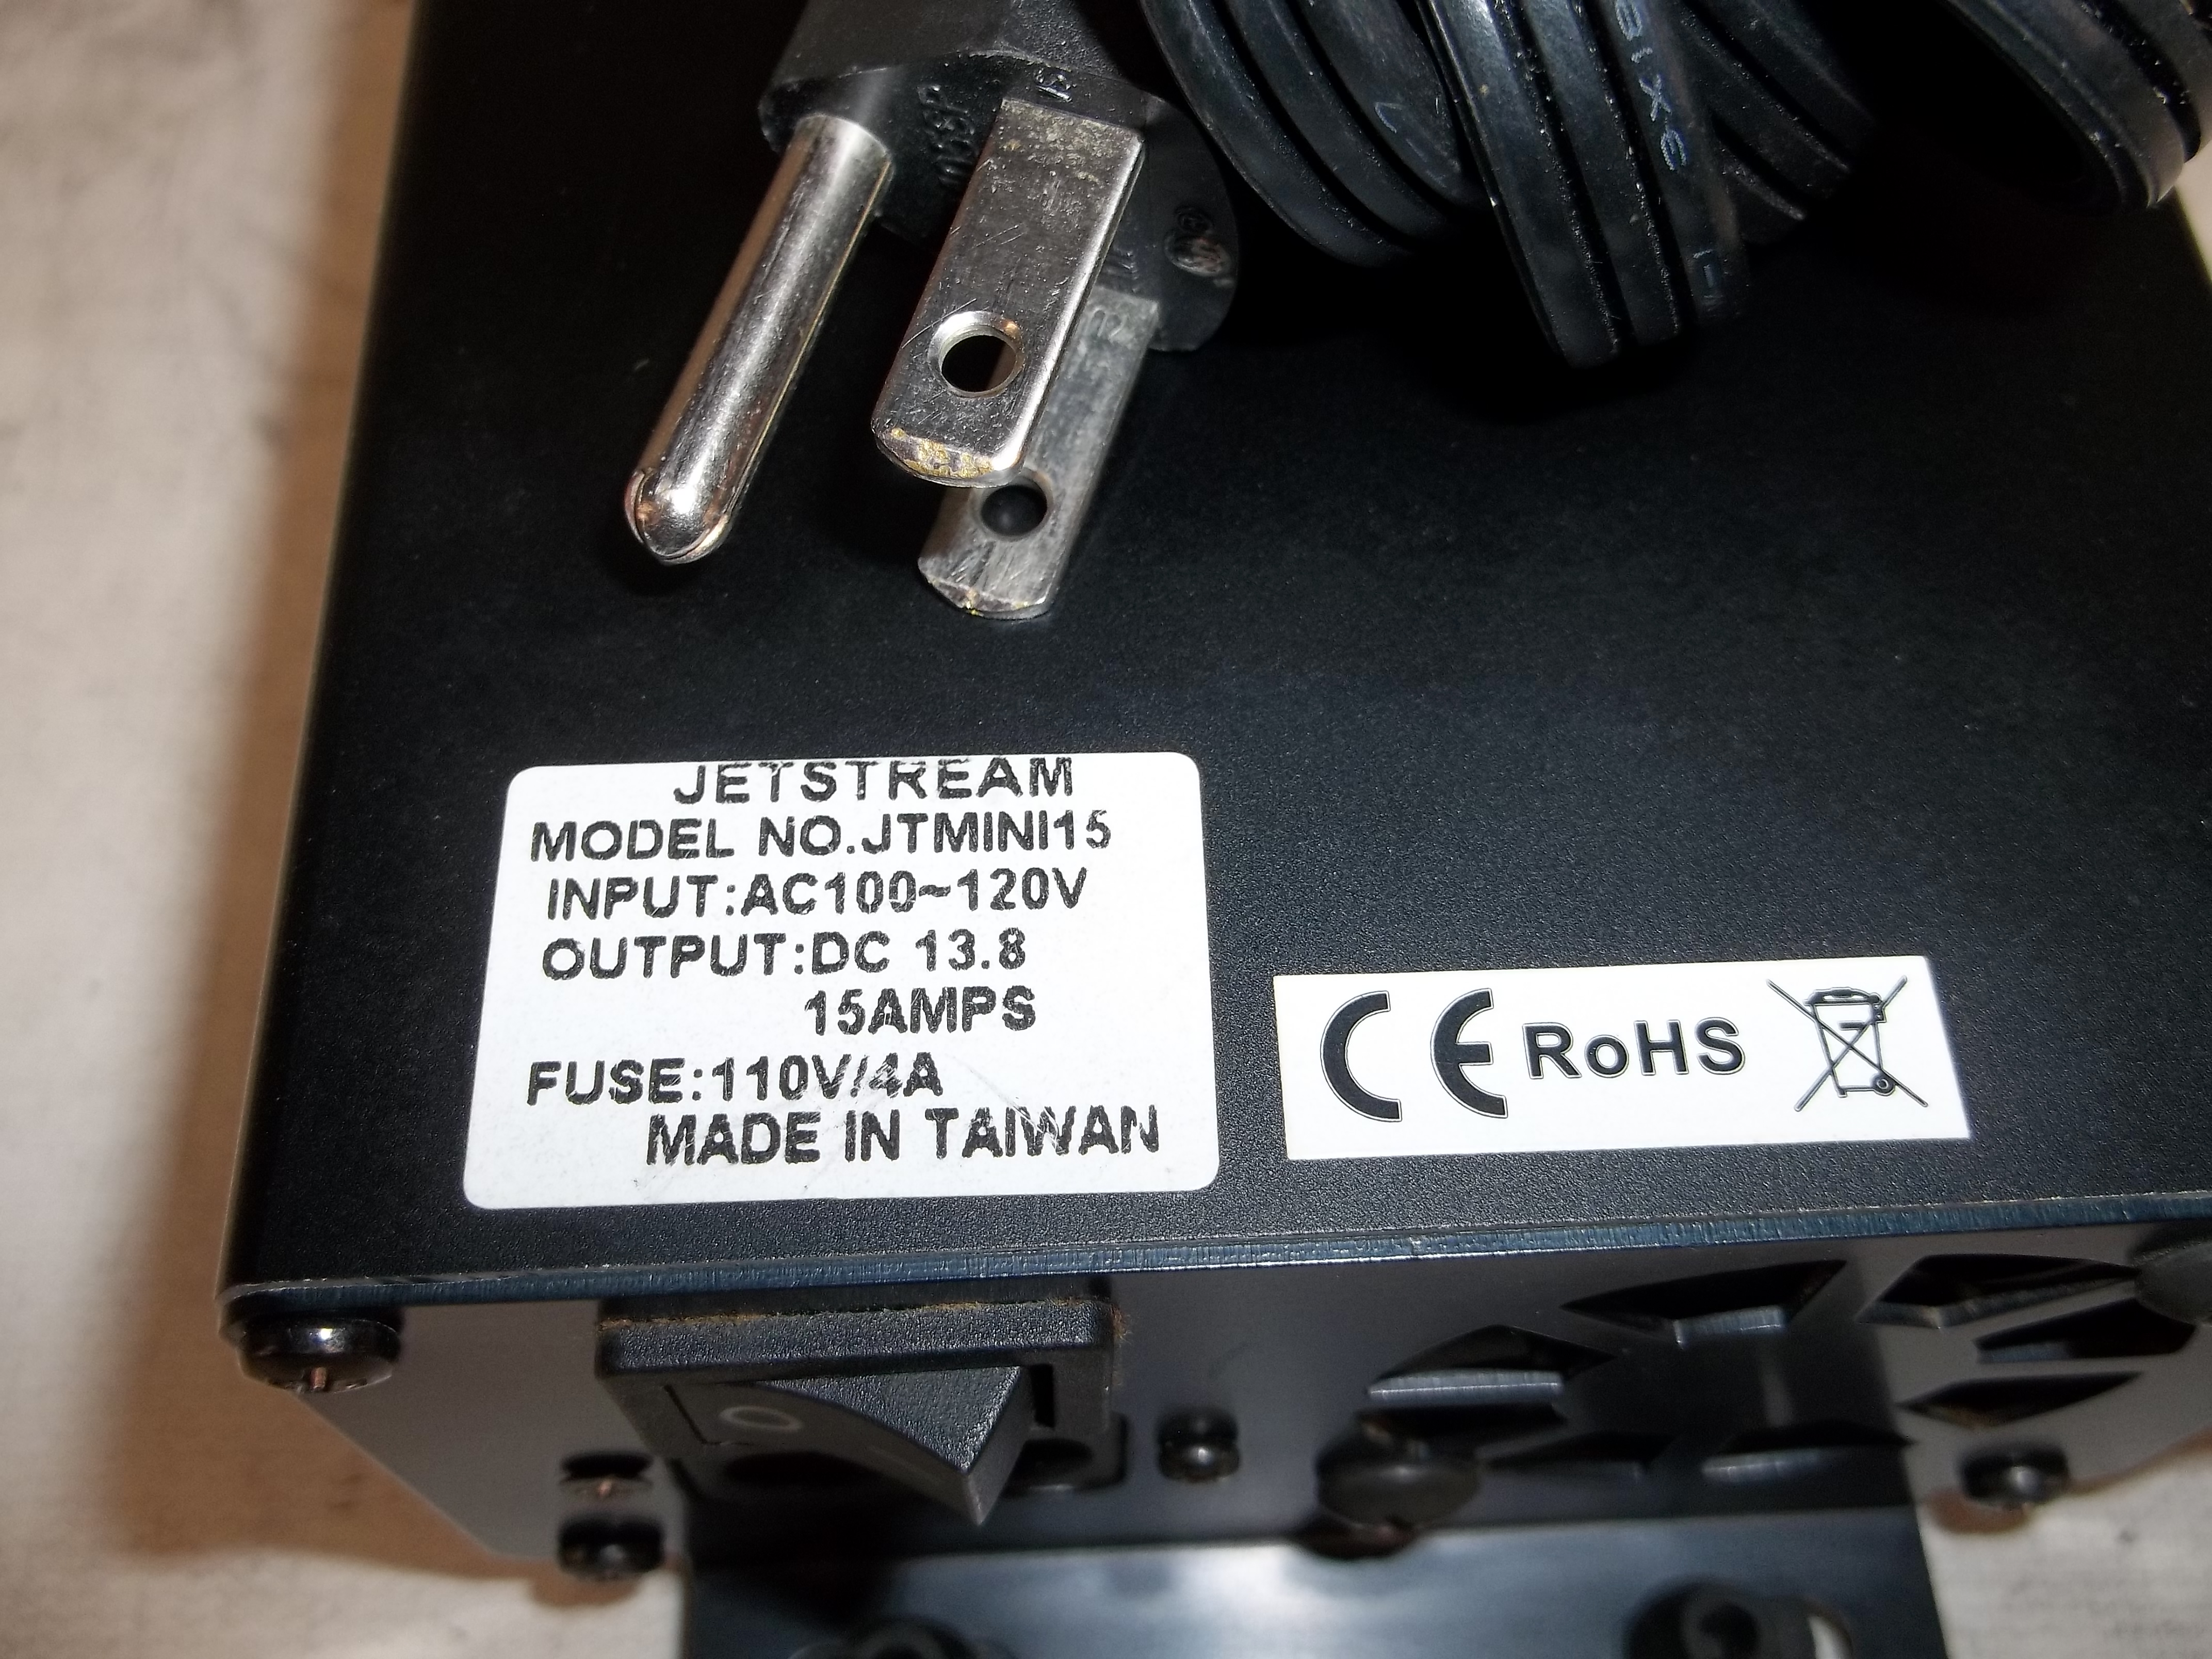 JETSTREAM
MODEL NO.JTMINI15
INPUT:AC100~120V
OUTPUT:DC 13.8
15AMPS
FUSE:110V/4A
MADE IN TAIWAN
CE RoHS